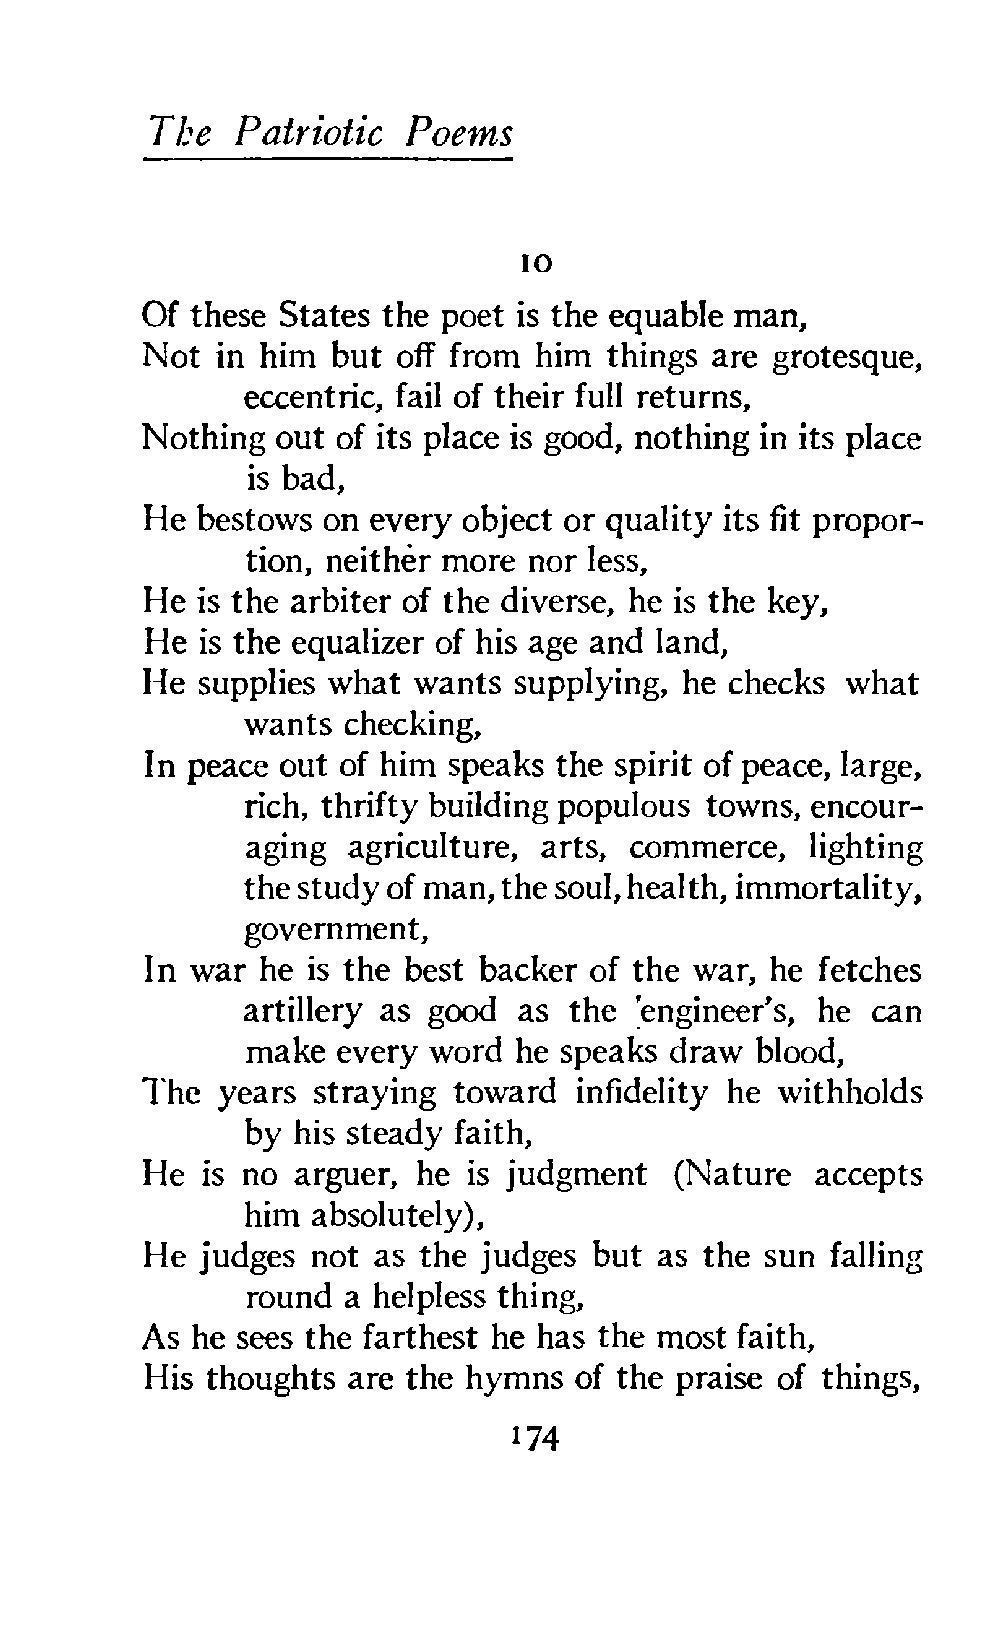 The Patriotic Poems
10
Of these States the poet is the equable man,
Not in him but off from him things are grotesque,
eccentric, fail of their full returns,
Nothing out of its place is good, nothing in its place
is bad,
He bestows on every object or quality its fit propor-
tion, neither more nor less,
He is the arbiter of the diverse, he is the key,
He is the equalizer of his age and land,
He supplies what wants supplying, he checks what
wants checking,
In peace out of him speaks the spirit of peace, large,
rich, thrifty building populous towns, encour-
aging agriculture, arts, commerce, lighting
the study of man, the soul, health, immortality,
government,
In war he is the best backer of the war, he fetches
artillery as good as the 'engineer's, he can
make every word he speaks draw blood,
The years straying toward infidelity he withholds
by his steady faith,
He is no arguer, he is judgment (Nature accepts
him absolutely),
He judges not as the judges but as the sun falling
round a helpless thing,
As he sees the farthest he has the most faith,
His thoughts are the hymns of the praise of things,
174